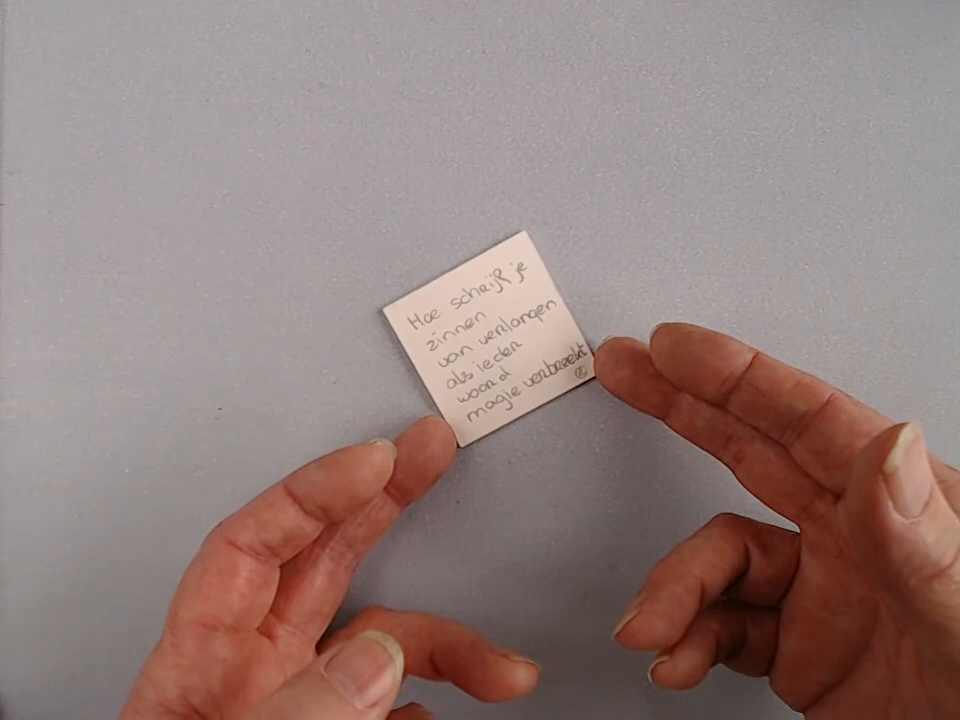 Hoe schrijf je
zinnen
van verlangen
als ieder
woord
magie verbreekt